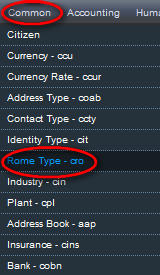 Common Accounting Hum
Citizen
Currency - ccu
Currency Rate - ccur
Address Type - coab
Contact Type - ccty
Identity Type - cit
Rome Type - cro
Industry - cin
Plant - cpl
Address Book - aap
Insurance - cins
Bank - cobn